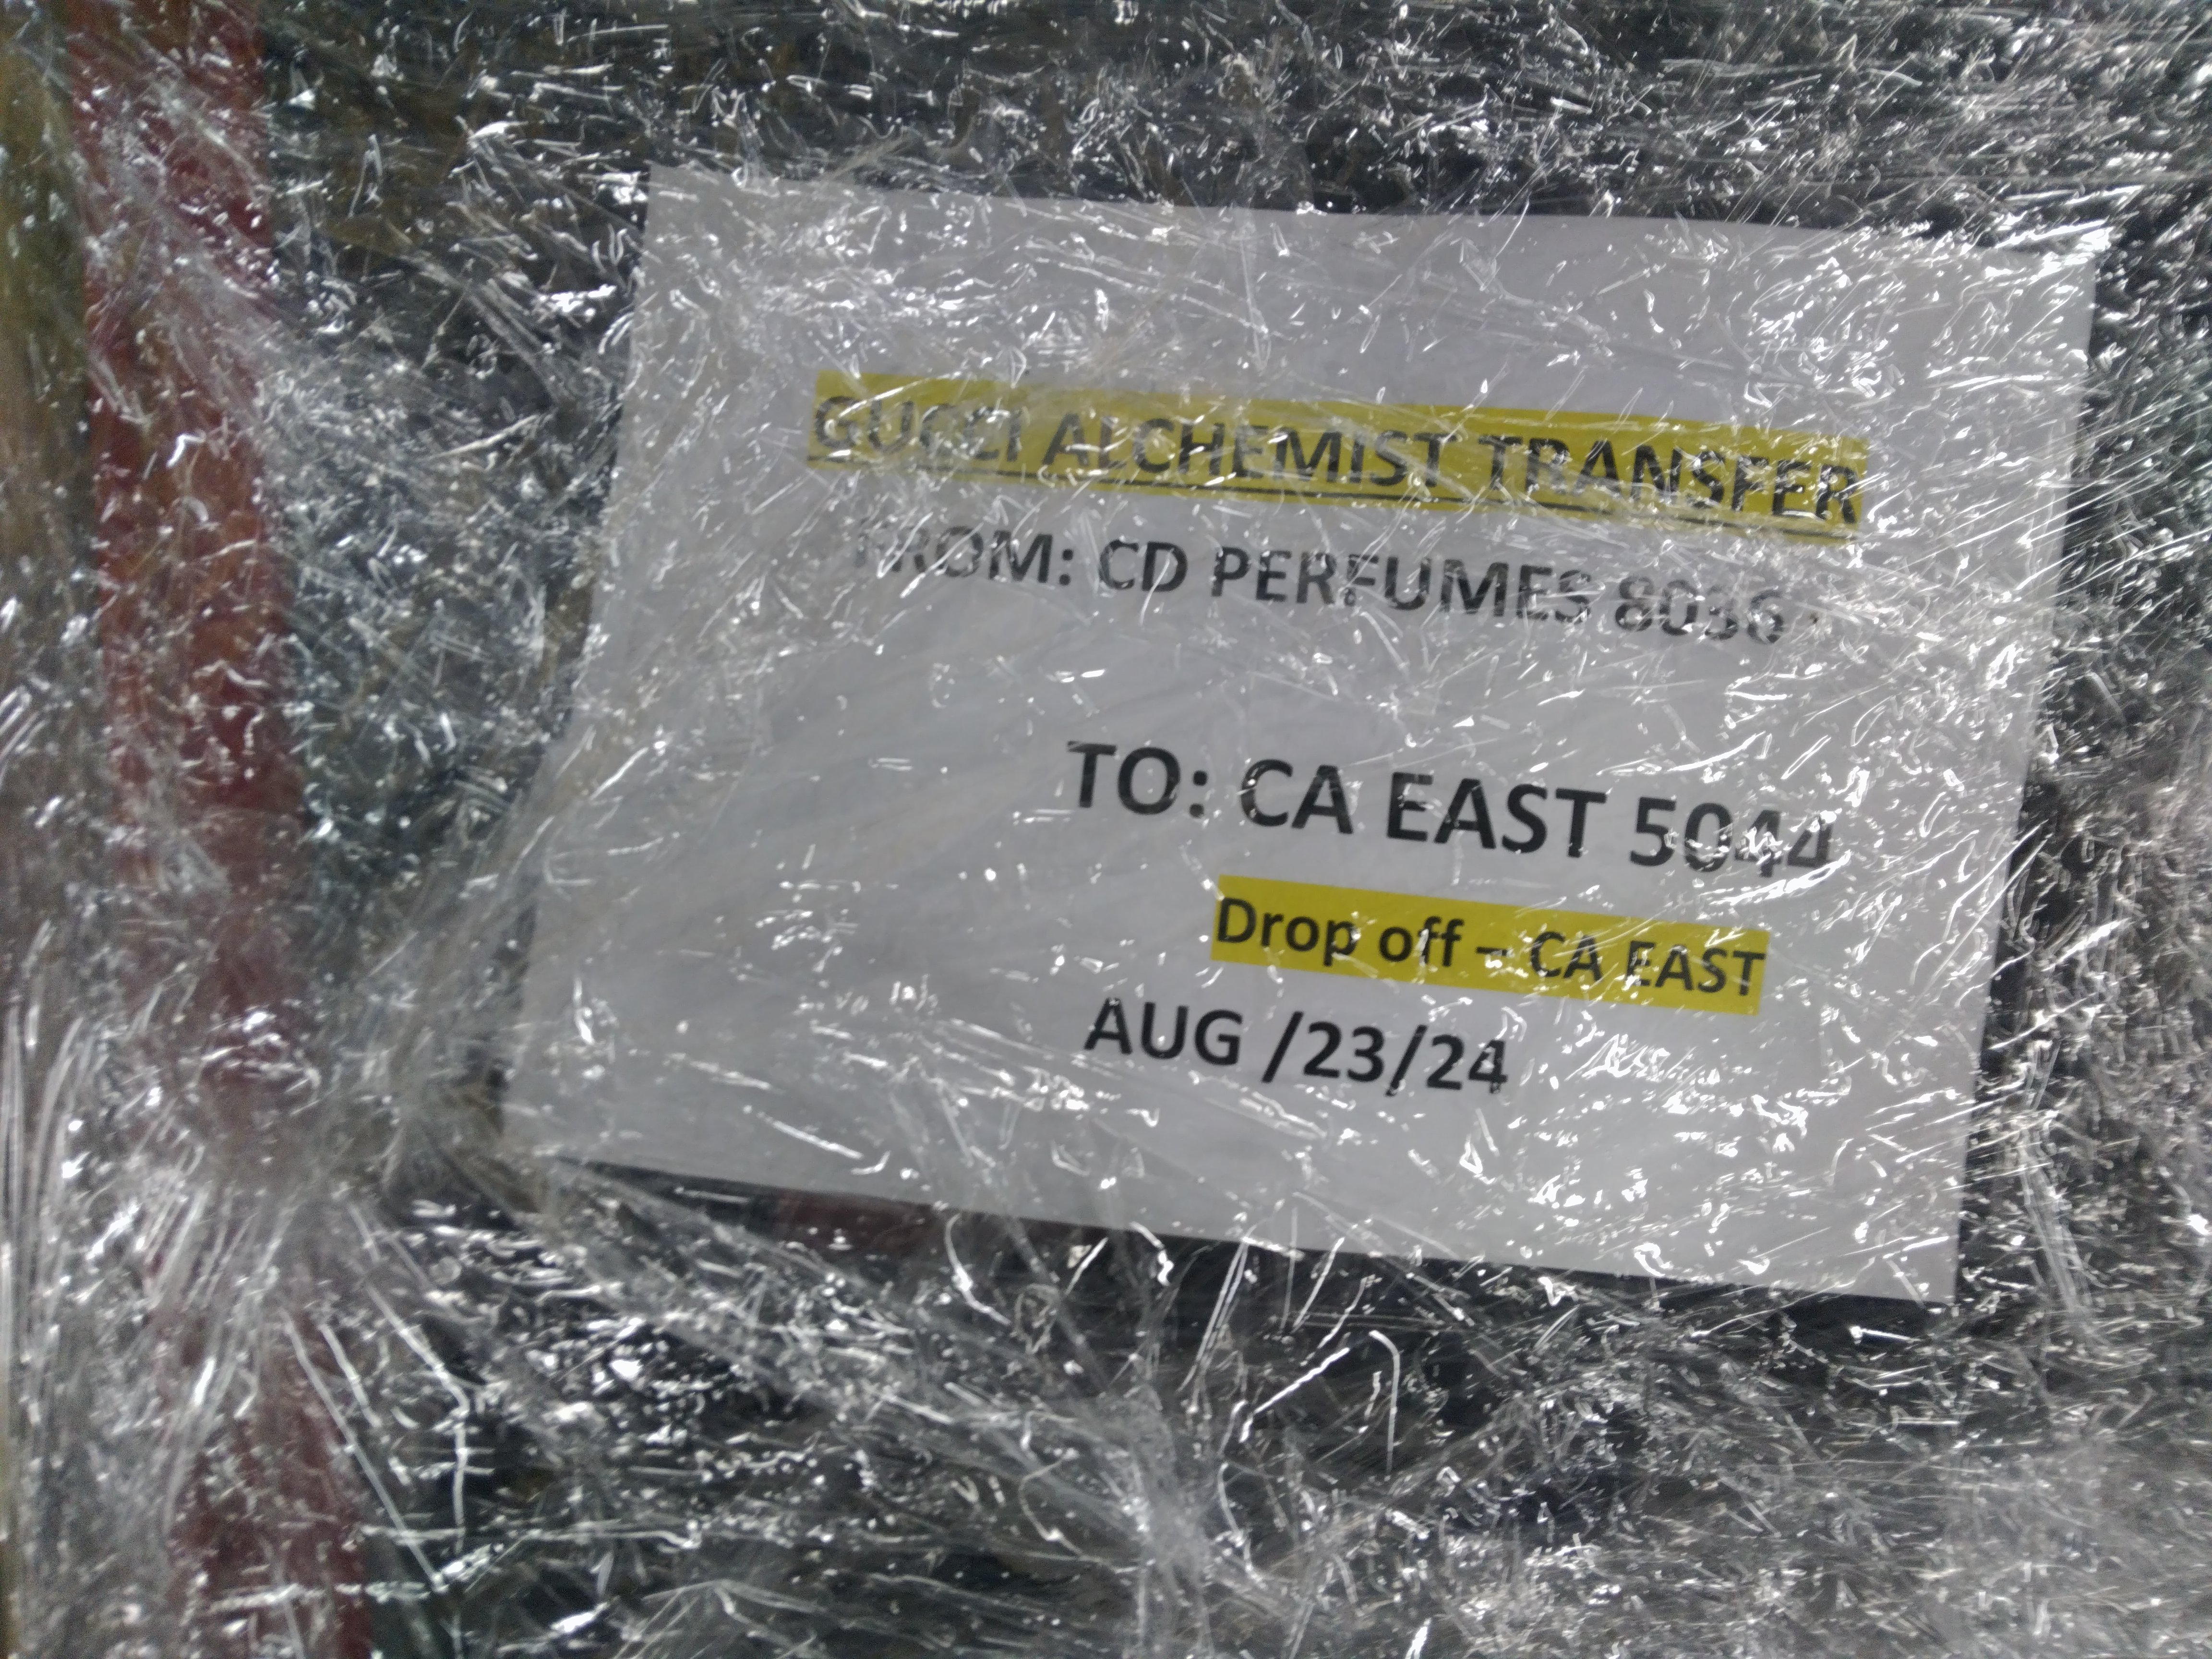 GUCCI ALCHEMIST TRANSFER
FROM: CD PERFUMES 8036
TO: CA EAST 5044
Drop off – CA EAST
AUG /23/24